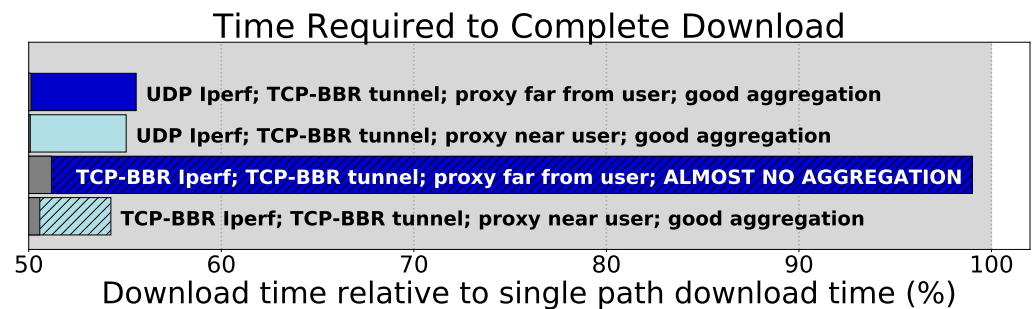 Time Required to Complete Download
UDP Iperf; TCP-BBR tunnel; proxy far from user; good aggregation
UDP Iperf; TCP-BBR tunnel; proxy near user; good aggregation
TCP-BBR Iperf; TCP-BBR tunnel; proxy far from user; ALMOST NO AGGREGATION
TCP-BBR Iperf; TCP-BBR tunnel; proxy near user; good aggregation
50 60 70 80 90 100
Download time relative to single path download time (%)